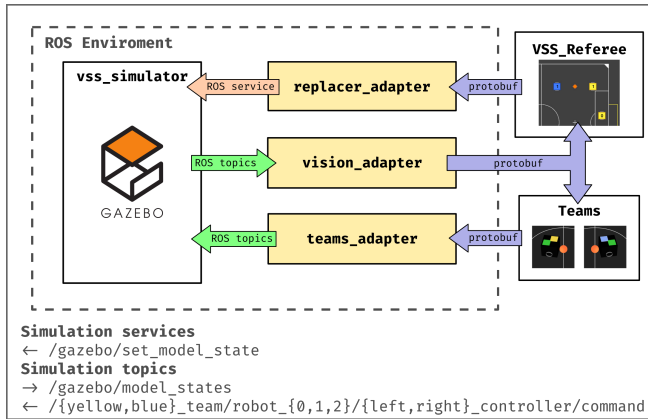 ROS Enviroment
vss_simulator
GAZEBO
ROS service
replacer_adapter
protobuf
VSS_Referee
ROS topics
vision_adapter
protobuf
ROS topics
teams_adapter
protobuf
Teams
Simulation services
← /gazebo/set_model_state
Simulation topics
→ /gazebo/model_states
← /{yellow,blue}_team/robot_{0,1,2}/{left,right}_controller/command